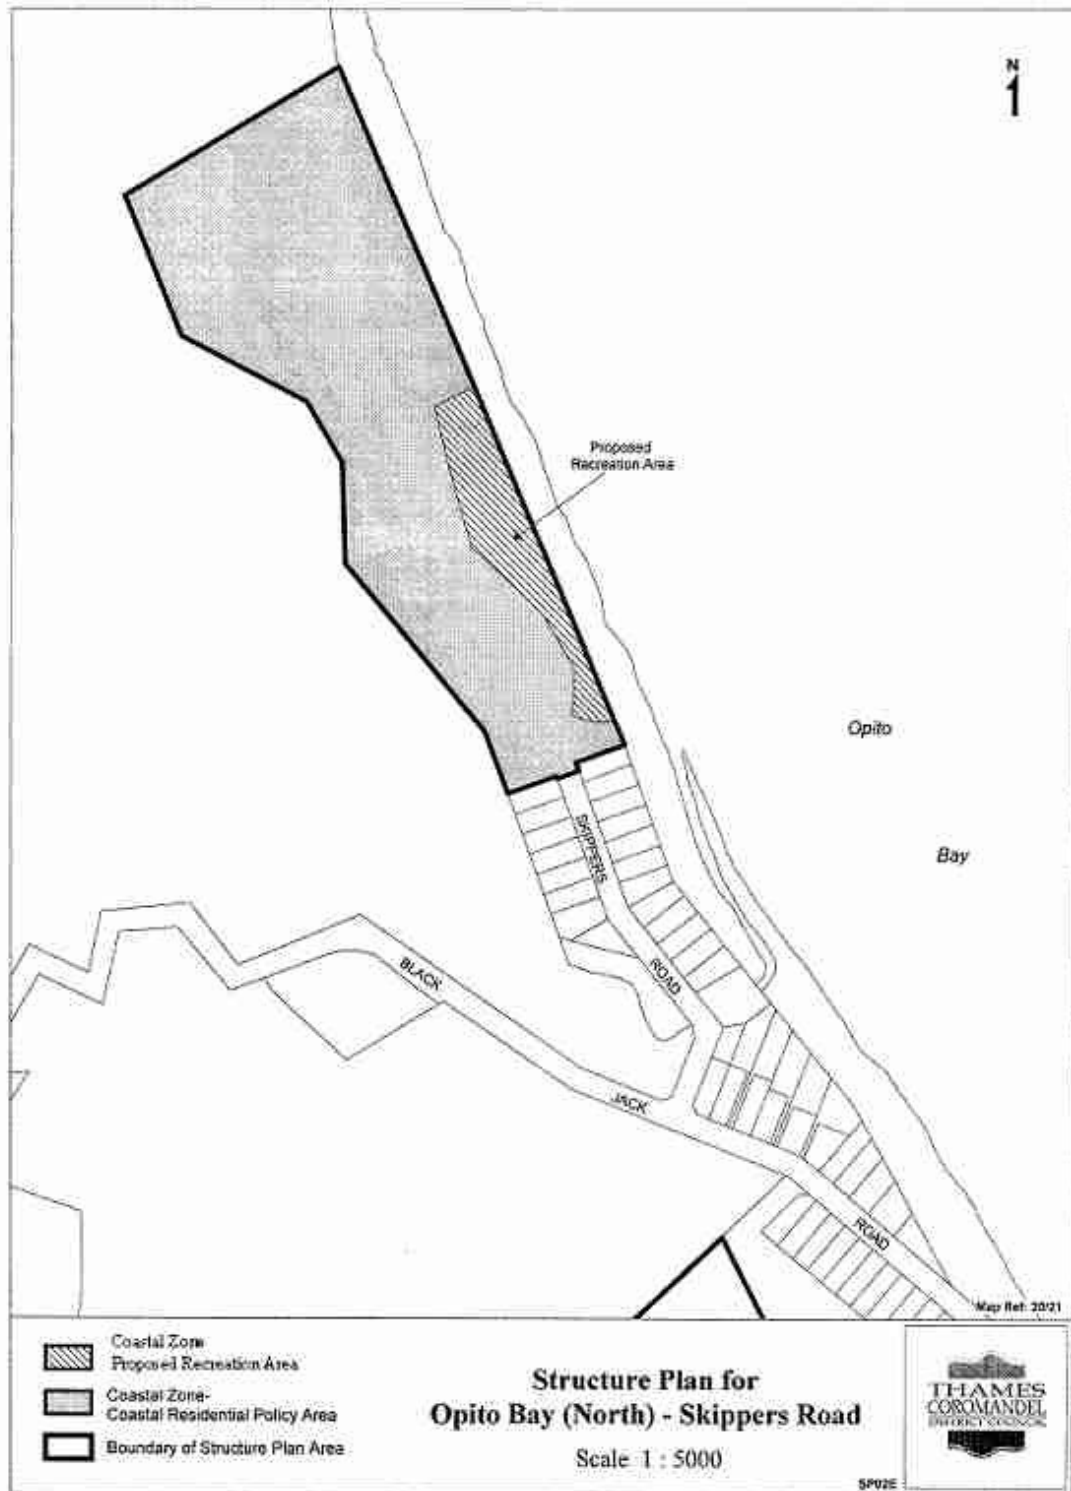 N
Proposed
Recreation Area
Opito
Bay
SKIPPERS
ROAD
BLACK
JACK
ROAD
Map Ref: 20/21
Coastal Zone
Proposed Recreation Area
Coastal Zone-
Coastal Residential Policy Area
Boundary of Structure Plan Area
Structure Plan for
Opito Bay (North) - Skippers Road
Scale 1 : 5000
SP02E
THAMES
COROMANDEL
DISTRICT COUNCIL